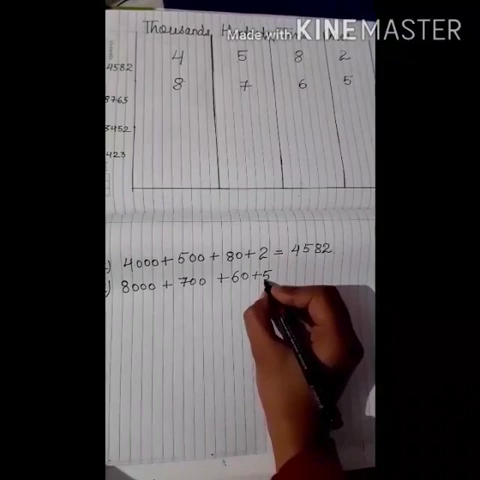 Made with KINEMASTER
Thousands
4 5 8 2
4582
8 7 6 5
8765
3452
423
) 4000+500+80+2 = 4582
) 8000+700+60+5